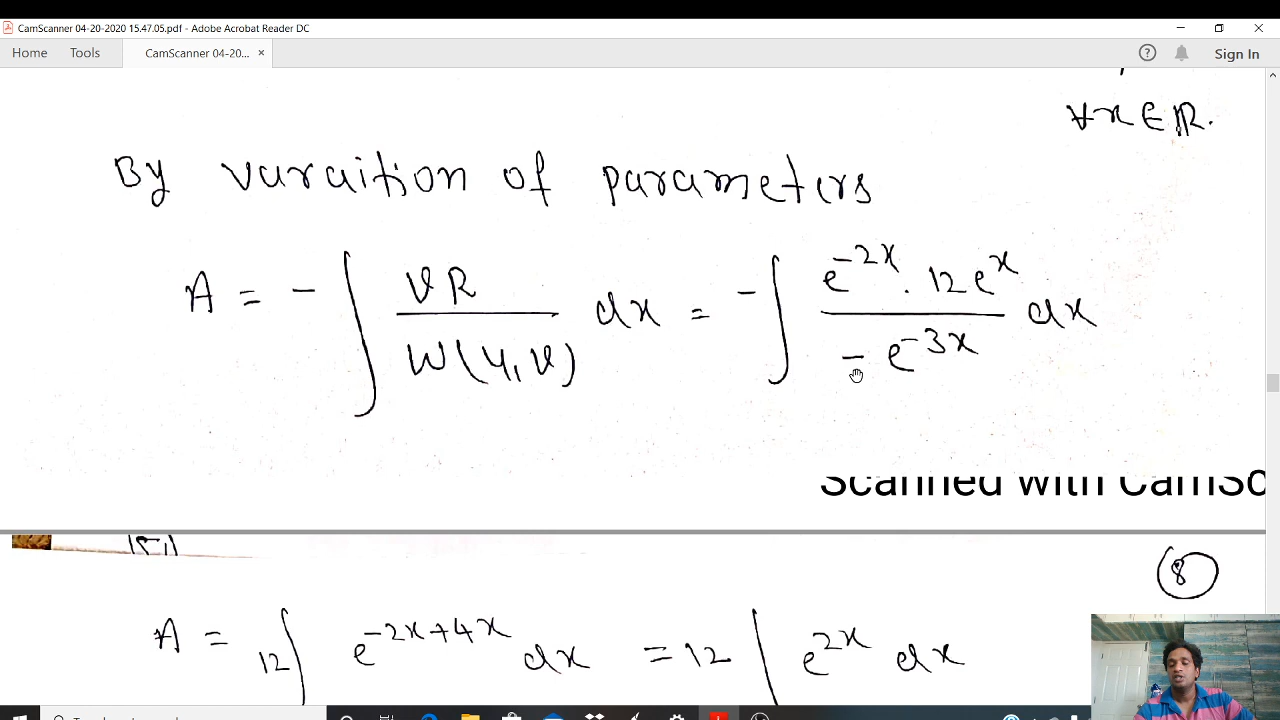 CamScanner 04-20-2020 15.47.05.pdf - Adobe Acrobat Reader DC
Home Tools CamScanner 04-20... × Sign In
∀x∈ℝ.
By varaition of parameters
A = - ∫ vR / W(u,v) dx = - ∫ e^-2x . 12e^x / - e^-3x dx
Scanned with CamSc
8
A = 12 ∫ e^-2x+4x dx = 12 ∫ e^2x dx